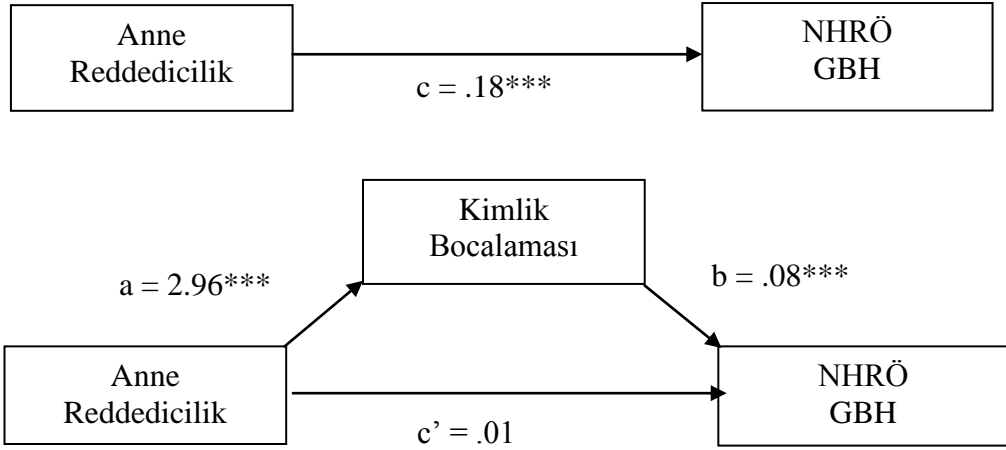 Anne
Reddedicilik
NHRÖ
GBH
c = .18***
Kimlik
Bocalaması
a = 2.96***
b = .08***
Anne
Reddedicilik
NHRÖ
GBH
c’ = .01